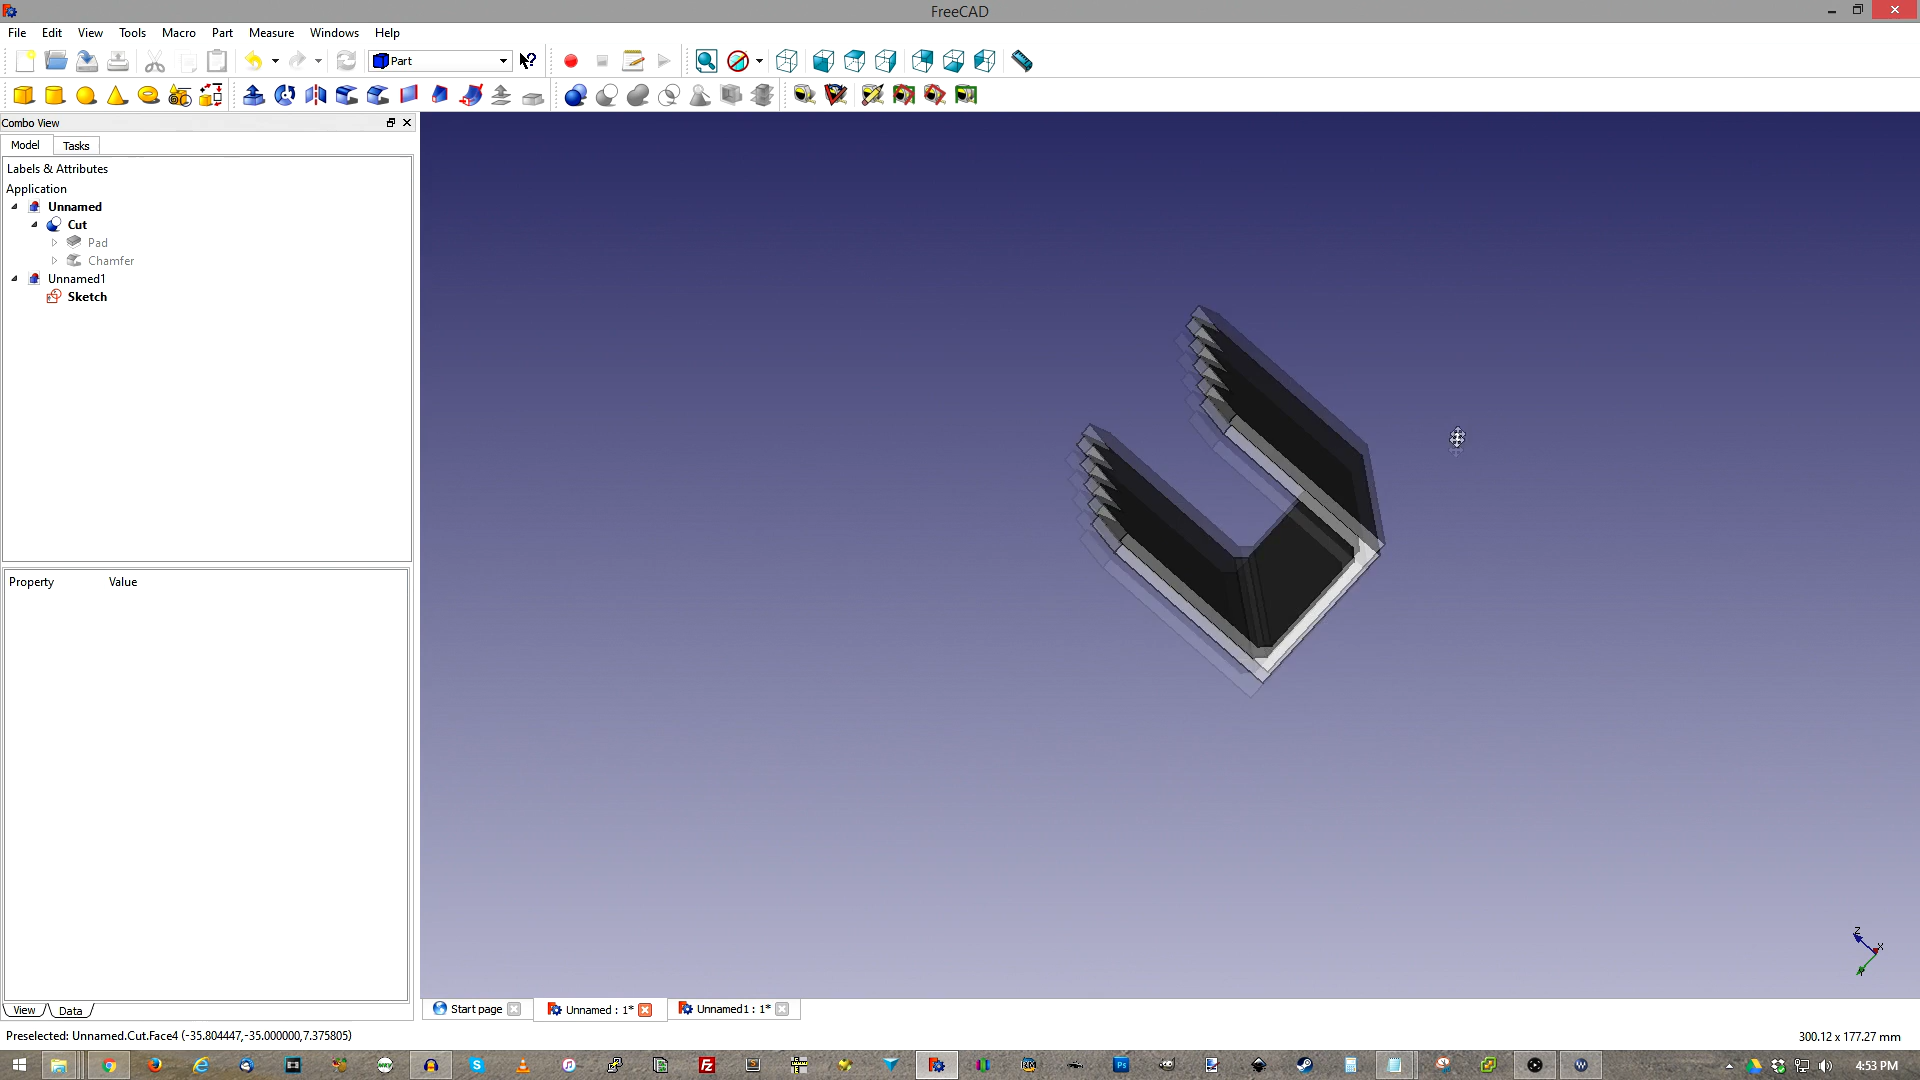 FreeCAD
File Edit View Tools Macro Part Measure Windows Help
Part
Combo View
Model Tasks
Labels & Attributes
Application
Unnamed
Cut
Pad
Chamfer
Unnamed1
Sketch
Property Value
Z
X
View Data
Start page Unnamed : 1* Unnamed1 : 1*
Preselected: Unnamed.Cut.Face4 (-35.804447,-35.000000,7.375805) 300.12 x 177.27 mm
4:53 PM